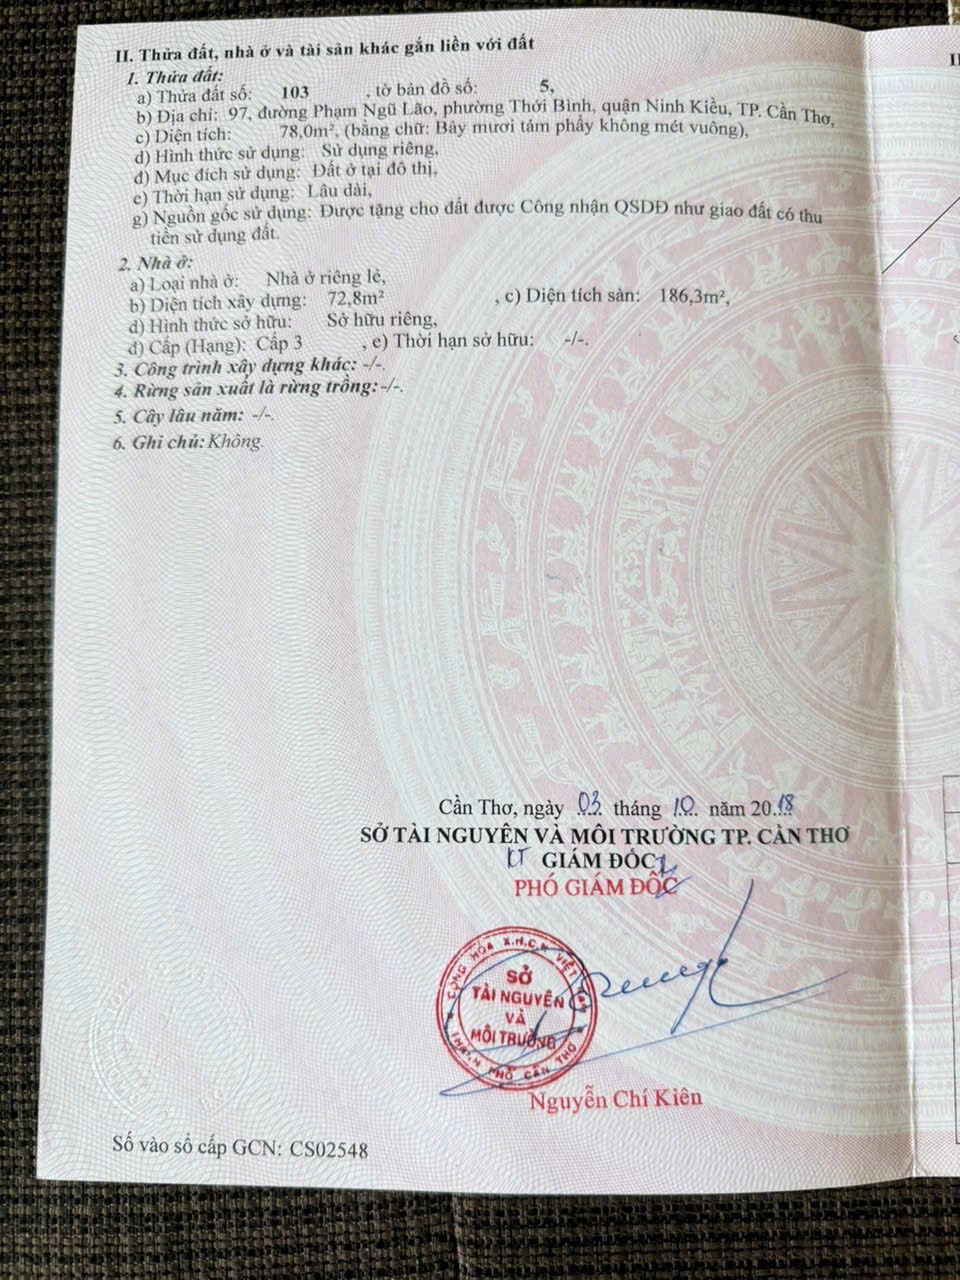 II. Thửa đất, nhà ở và tài sản khác gắn liền với đất
1. Thửa đất:
a) Thửa đất số: 103 , tờ bản đồ số: 5,
b) Địa chỉ: 97, đường Phạm Ngũ Lão, phường Thới Bình, quận Ninh Kiều, TP. Cần Thơ,
c) Diện tích: 78,0m², (bằng chữ: Bảy mươi tám phẩy không mét vuông),
d) Hình thức sử dụng: Sử dụng riêng,
đ) Mục đích sử dụng: Đất ở tại đô thị,
e) Thời hạn sử dụng: Lâu dài,
g) Nguồn gốc sử dụng: Được tặng cho đất được Công nhận QSDĐ như giao đất có thu
tiền sử dụng đất.
2. Nhà ở:
a) Loại nhà ở: Nhà ở riêng lẻ,
b) Diện tích xây dựng: 72,8m² , c) Diện tích sàn: 186,3m²,
d) Hình thức sở hữu: Sở hữu riêng,
đ) Cấp (Hạng): Cấp 3 , e) Thời hạn sở hữu: -/-.
3. Công trình xây dựng khác: -/-.
4. Rừng sản xuất là rừng trồng: -/-.
5. Cây lâu năm: -/-.
6. Ghi chú: Không.
Cần Thơ, ngày 03 tháng 10 năm 2018
SỞ TÀI NGUYÊN VÀ MÔI TRƯỜNG TP. CẦN THƠ
KT GIÁM ĐỐC
PHÓ GIÁM ĐỐC
CỘNG HÒA X.H.C.N VIỆT NAM
SỞ
TÀI NGUYÊN
VÀ
MÔI TRƯỜNG
THÀNH PHỐ CẦN THƠ
Nguyễn Chí Kiên
Số vào sổ cấp GCN: CS02548